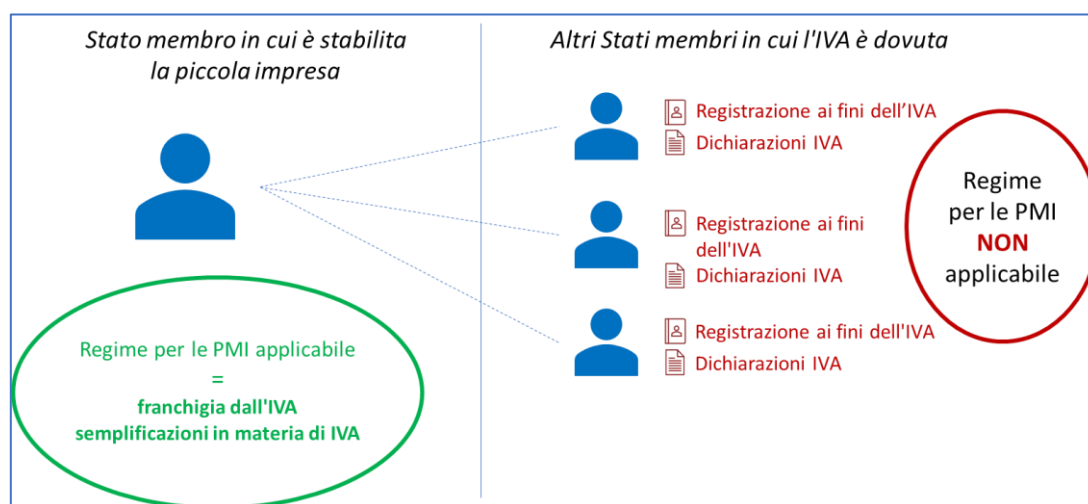 Stato membro in cui è stabilita
la piccola impresa
Regime per le PMI applicabile
=
franchigia dall'IVA
semplificazioni in materia di IVA
Altri Stati membri in cui l'IVA è dovuta
Registrazione ai fini dell’IVA
Dichiarazioni IVA
Registrazione ai fini
dell'IVA
Dichiarazioni IVA
Registrazione ai fini dell'IVA
Dichiarazioni IVA
Regime
per le PMI
NON
applicabile